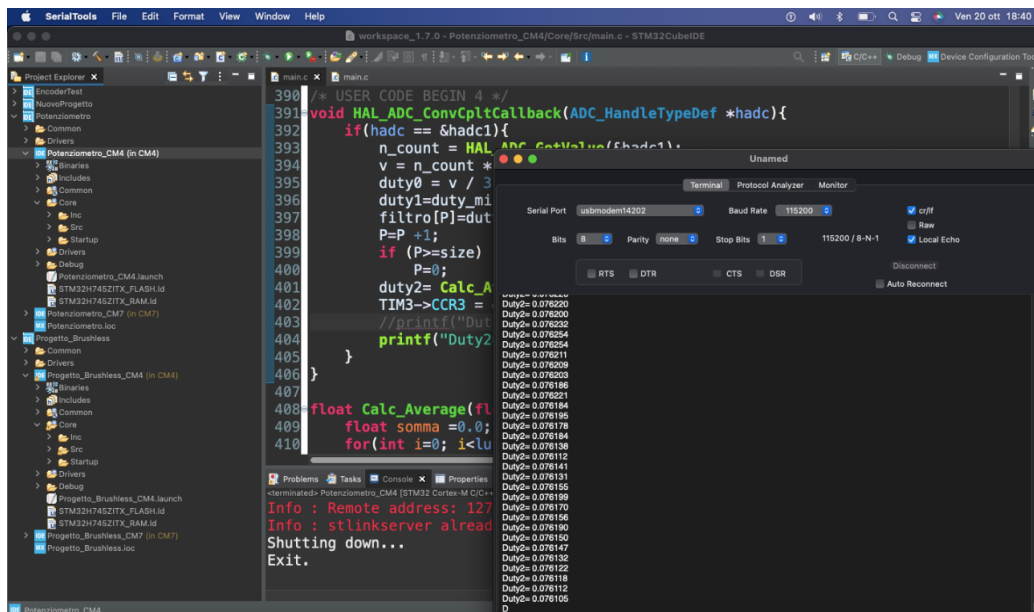 SerialTools File Edit Format View Window Help
Ven 20 ott 18:40
workspace_1.7.0 - Potenziometro_CM4/Core/Src/main.c - STM32CubeIDE
C/C++ Debug Device Configuration Too
Project Explorer
EncoderTest
NuovoProgetto
Potenziometro
Common
Drivers
Potenziometro_CM4 (in CM4)
Binaries
Includes
Common
Core
Inc
Src
Startup
Drivers
Debug
Potenziometro_CM4.launch
STM32H745ZITX_FLASH.ld
STM32H745ZITX_RAM.ld
Potenziometro_CM7 (in CM7)
Potenziometro.ioc
Progetto_Brushless
Common
Drivers
Progetto_Brushless_CM4 (in CM4)
Binaries
Includes
Common
Core
Inc
Src
Startup
Drivers
Debug
Progetto_Brushless_CM4.launch
STM32H745ZITX_FLASH.ld
STM32H745ZITX_RAM.ld
Progetto_Brushless_CM7 (in CM7)
Progetto_Brushless.ioc
Potenziometro_CM4
main.c main.c
390 /* USER CODE BEGIN 4 */
391 void HAL_ADC_ConvCpltCallback(ADC_HandleTypeDef *hadc){
392 if(hadc == &hadc1){
393 n_count = HAL_ADC_GetValue(&hadc1);
394 v = n_count *
395 duty0 = v / 3
396 duty1=duty_mi
397 filtro[P]=dut
398 P=P +1;
399 if (P>=size)
400 P=0;
401 duty2= Calc_A
402 TIM3->CCR3 =
403 //printf("Dut
404 printf("Duty2
405 }
406 }
407
408 float Calc_Average(fl
409 float somma =0.0;
410 for(int i=0; i<lu
Problems Tasks Console Properties
<terminated> Potenziometro_CM4 [STM32 Cortex-M C/C++
Info : Remote address: 127
Info : stlinkserver alread
Shutting down...
Exit.
Unamed
Terminal Protocol Analyzer Monitor
Serial Port usbmodem14202 Baud Rate 115200 cr/lf
Raw
Bits 8 Parity none Stop Bits 1 115200 / 8-N-1 Local Echo
Disconnect
RTS DTR CTS DSR
Auto Reconnect
Duty2= 0.076220
Duty2= 0.076200
Duty2= 0.076232
Duty2= 0.076254
Duty2= 0.076254
Duty2= 0.076211
Duty2= 0.076209
Duty2= 0.076203
Duty2= 0.076186
Duty2= 0.076221
Duty2= 0.076184
Duty2= 0.076195
Duty2= 0.076178
Duty2= 0.076184
Duty2= 0.076138
Duty2= 0.076112
Duty2= 0.076141
Duty2= 0.076131
Duty2= 0.076155
Duty2= 0.076199
Duty2= 0.076170
Duty2= 0.076156
Duty2= 0.076190
Duty2= 0.076150
Duty2= 0.076147
Duty2= 0.076132
Duty2= 0.076122
Duty2= 0.076118
Duty2= 0.076112
Duty2= 0.076105
D